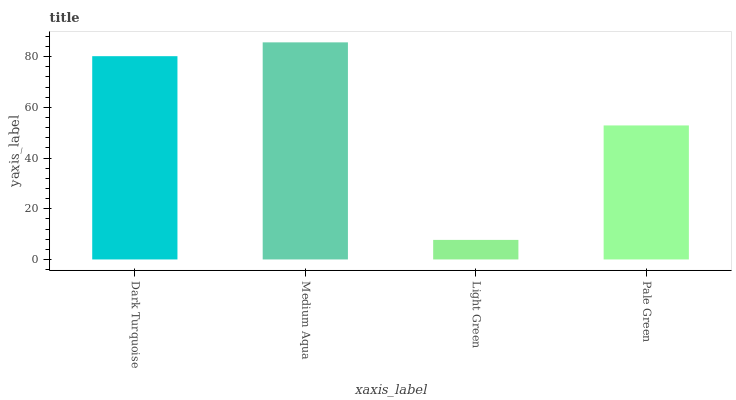 title
yaxis_label
80
60
40
20
0
Dark Turquoise
Medium Aqua
Light Green
Pale Green
xaxis_label